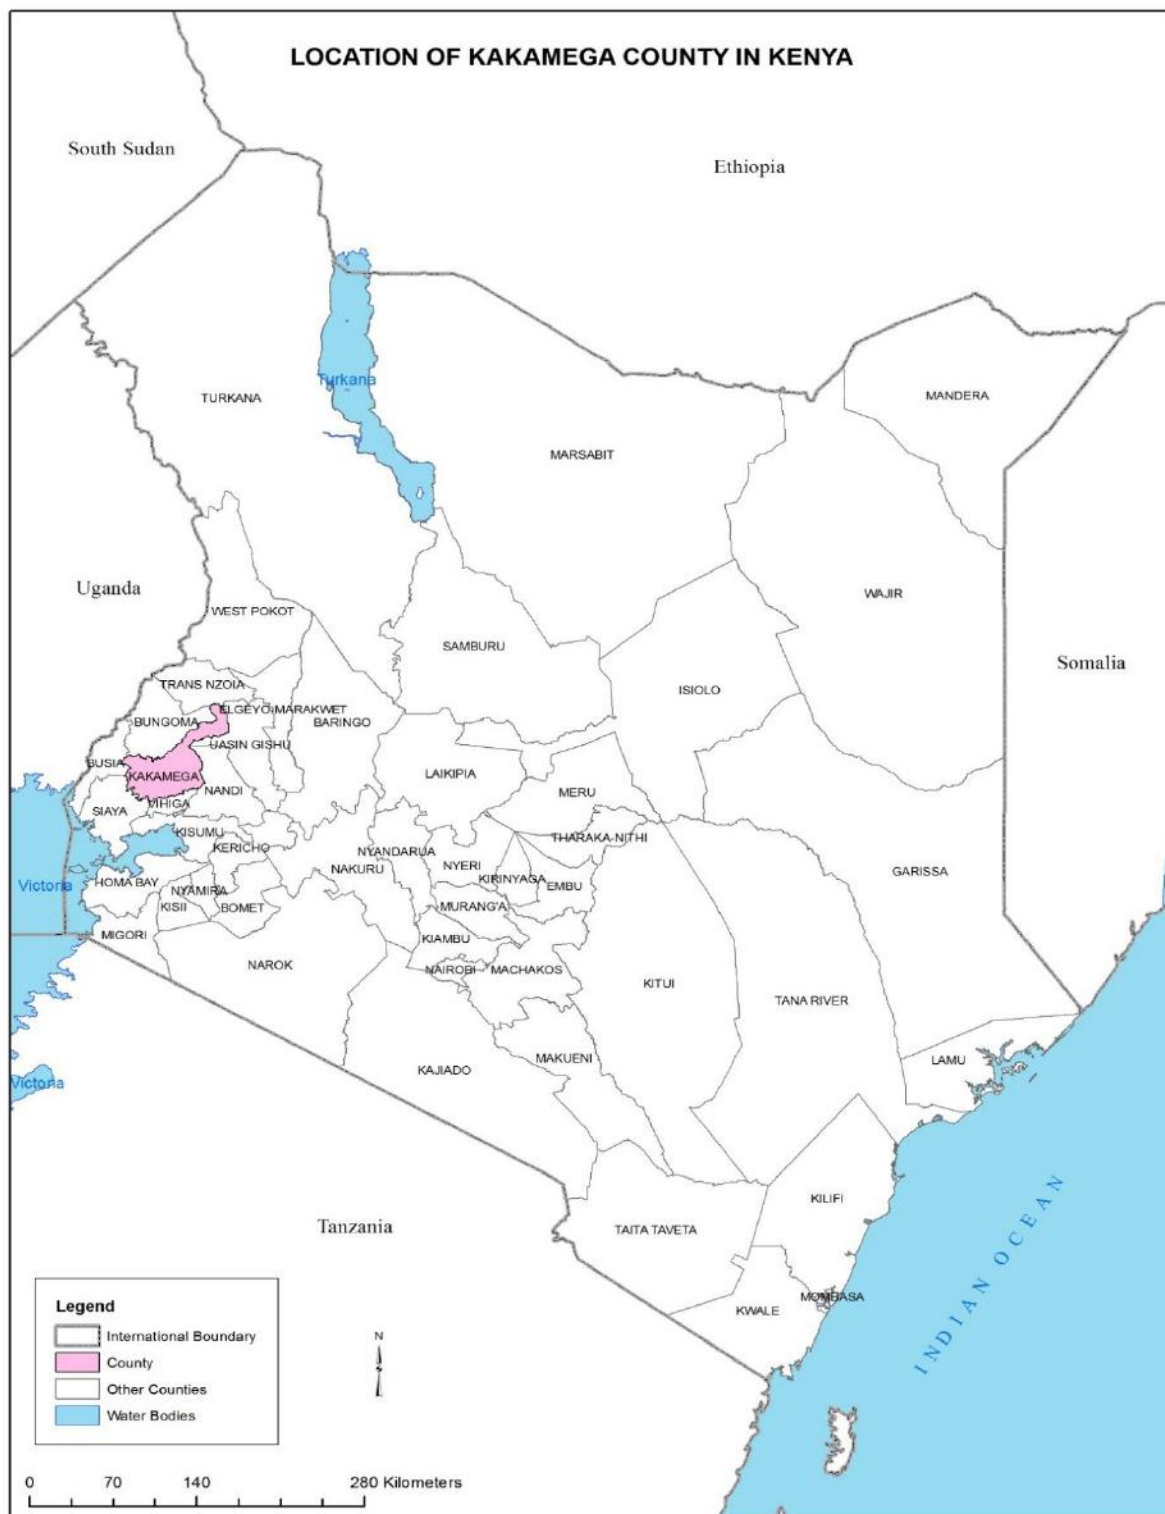 LOCATION OF KAKAMEGA COUNTY IN KENYA
South Sudan
Ethiopia
Turkana
TURKANA
MANDERA
MARSABIT
Uganda
WAJIR
WEST POKOT
SAMBURU
Somalia
TRANS NZOIA
ISIOLO
ELGEYO-MARAKWET
BUNGOMA
BARINGO
UASIN GISHU
BUSIA
KAKAMEGA
LAIKIPIA
NANDI
MERU
VIHIGA
SIAYA
KISUMU
THARAKA-NITHI
KERICHO
NYANDARUA
NYERI
NAKURU
GARISSA
KIRINYAGA
Victoria
HOMA BAY
EMBU
NYAMIRA
KISII
BOMET
MURANG'A
MIGORI
KIAMBU
NAROK
NAIROBI
MACHAKOS
KITUI
TANA RIVER
MAKUENI
LAMU
KAJIADO
Victoria
KILIFI
Tanzania
TAITA TAVETA
INDIAN OCEAN
MOMBASA
KWALE
Legend
International Boundary
County
Other Counties
Water Bodies
N
0 70 140 280 Kilometers